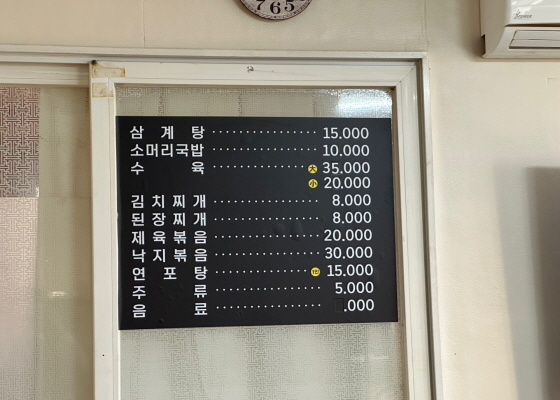 765
삼계탕 15.000
소머리국밥 10.000
수육 大 35.000
小 20.000
김치찌개 8.000
된장찌개 8.000
제육볶음 20.000
낙지볶음 30.000
연포탕 15.000
주류 5.000
음료 .000